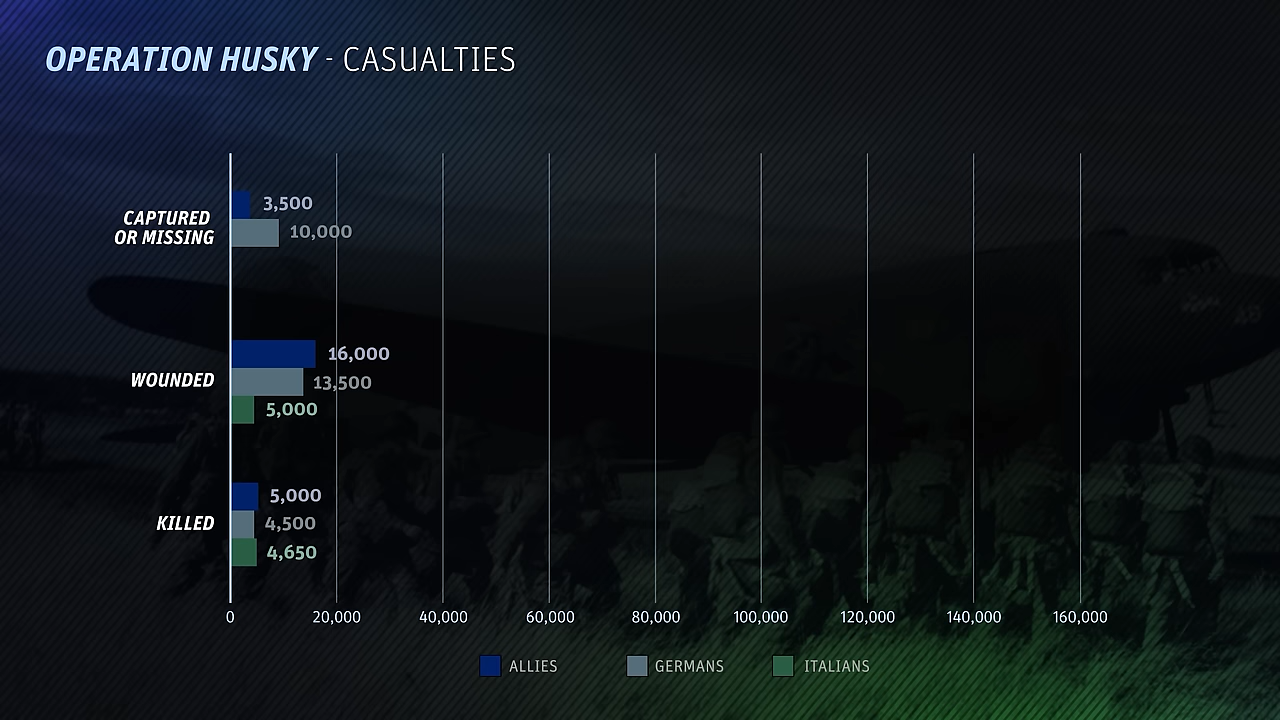 OPERATION HUSKY - CASUALTIES
CAPTURED
OR MISSING
3,500
10,000
WOUNDED
16,000
13,500
5,000
KILLED
5,000
4,500
4,650
0 20,000 40,000 60,000 80,000 100,000 120,000 140,000 160,000
ALLIES GERMANS ITALIANS